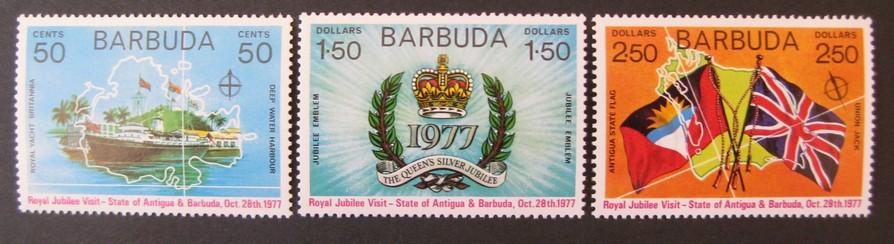 CENTS BARBUDA CENTS
50 50
ROYAL YACHT BRITANNIA
DEEP WATER HARBOUR
Royal Jubilee Visit – State of Antigua & Barbuda, Oct. 28th.1977
DOLLARS BARBUDA DOLLARS
1·50 1·50
JUBILEE EMBLEM
JUBILEE EMBLEM
1977
THE QUEEN'S SILVER JUBILEE
Royal Jubilee Visit – State of Antigua & Barbuda, Oct. 28th.1977
DOLLARS BARBUDA DOLLARS
2·50 2·50
ANTIGUA STATE FLAG
UNION JACK
Royal Jubilee Visit – State of Antigua & Barbuda, Oct. 28th.1977